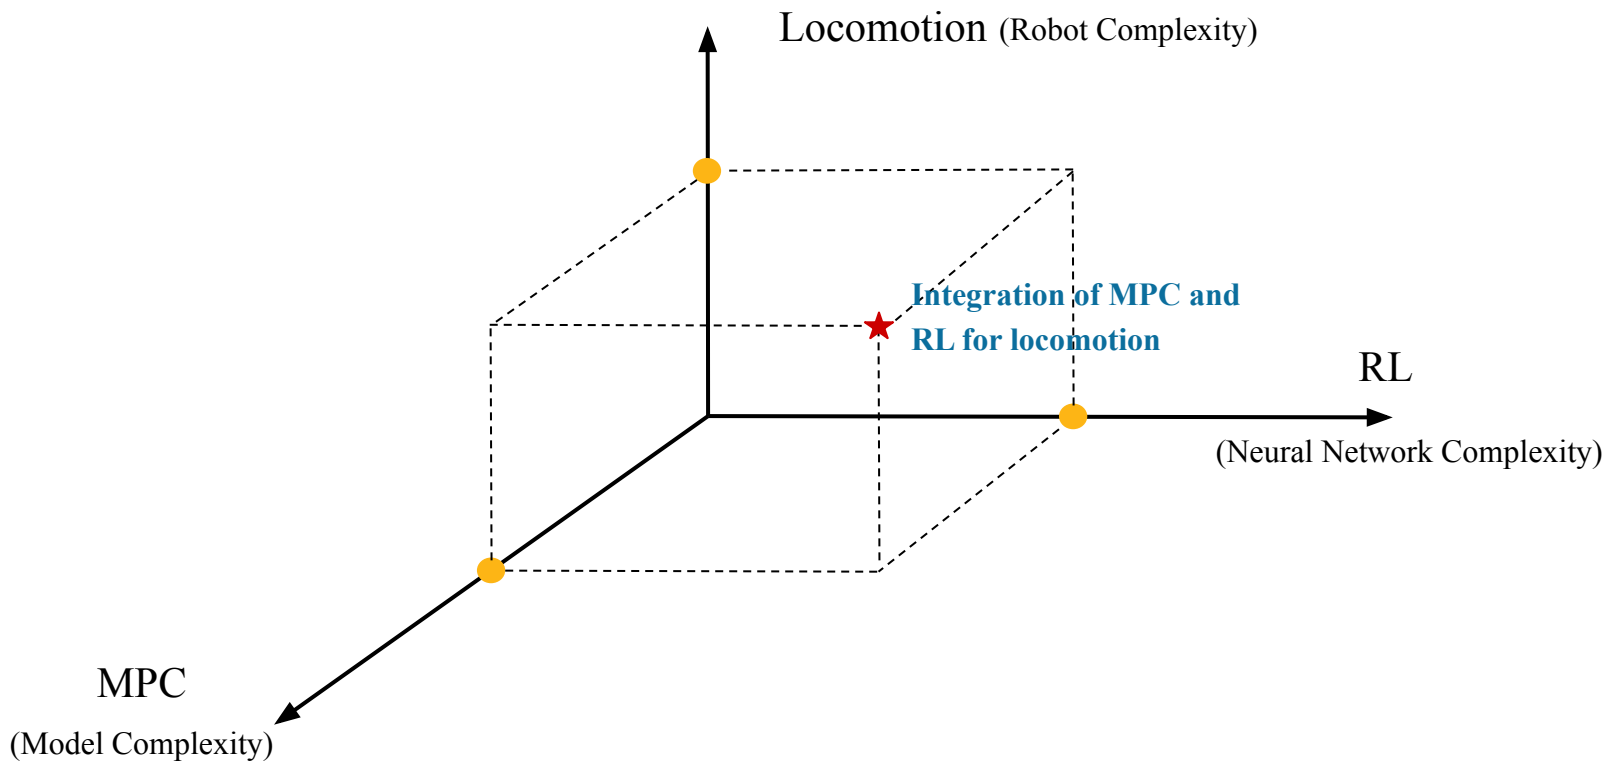 Locomotion (Robot Complexity)
Integration of MPC and
RL for locomotion
RL
(Neural Network Complexity)
MPC
(Model Complexity)